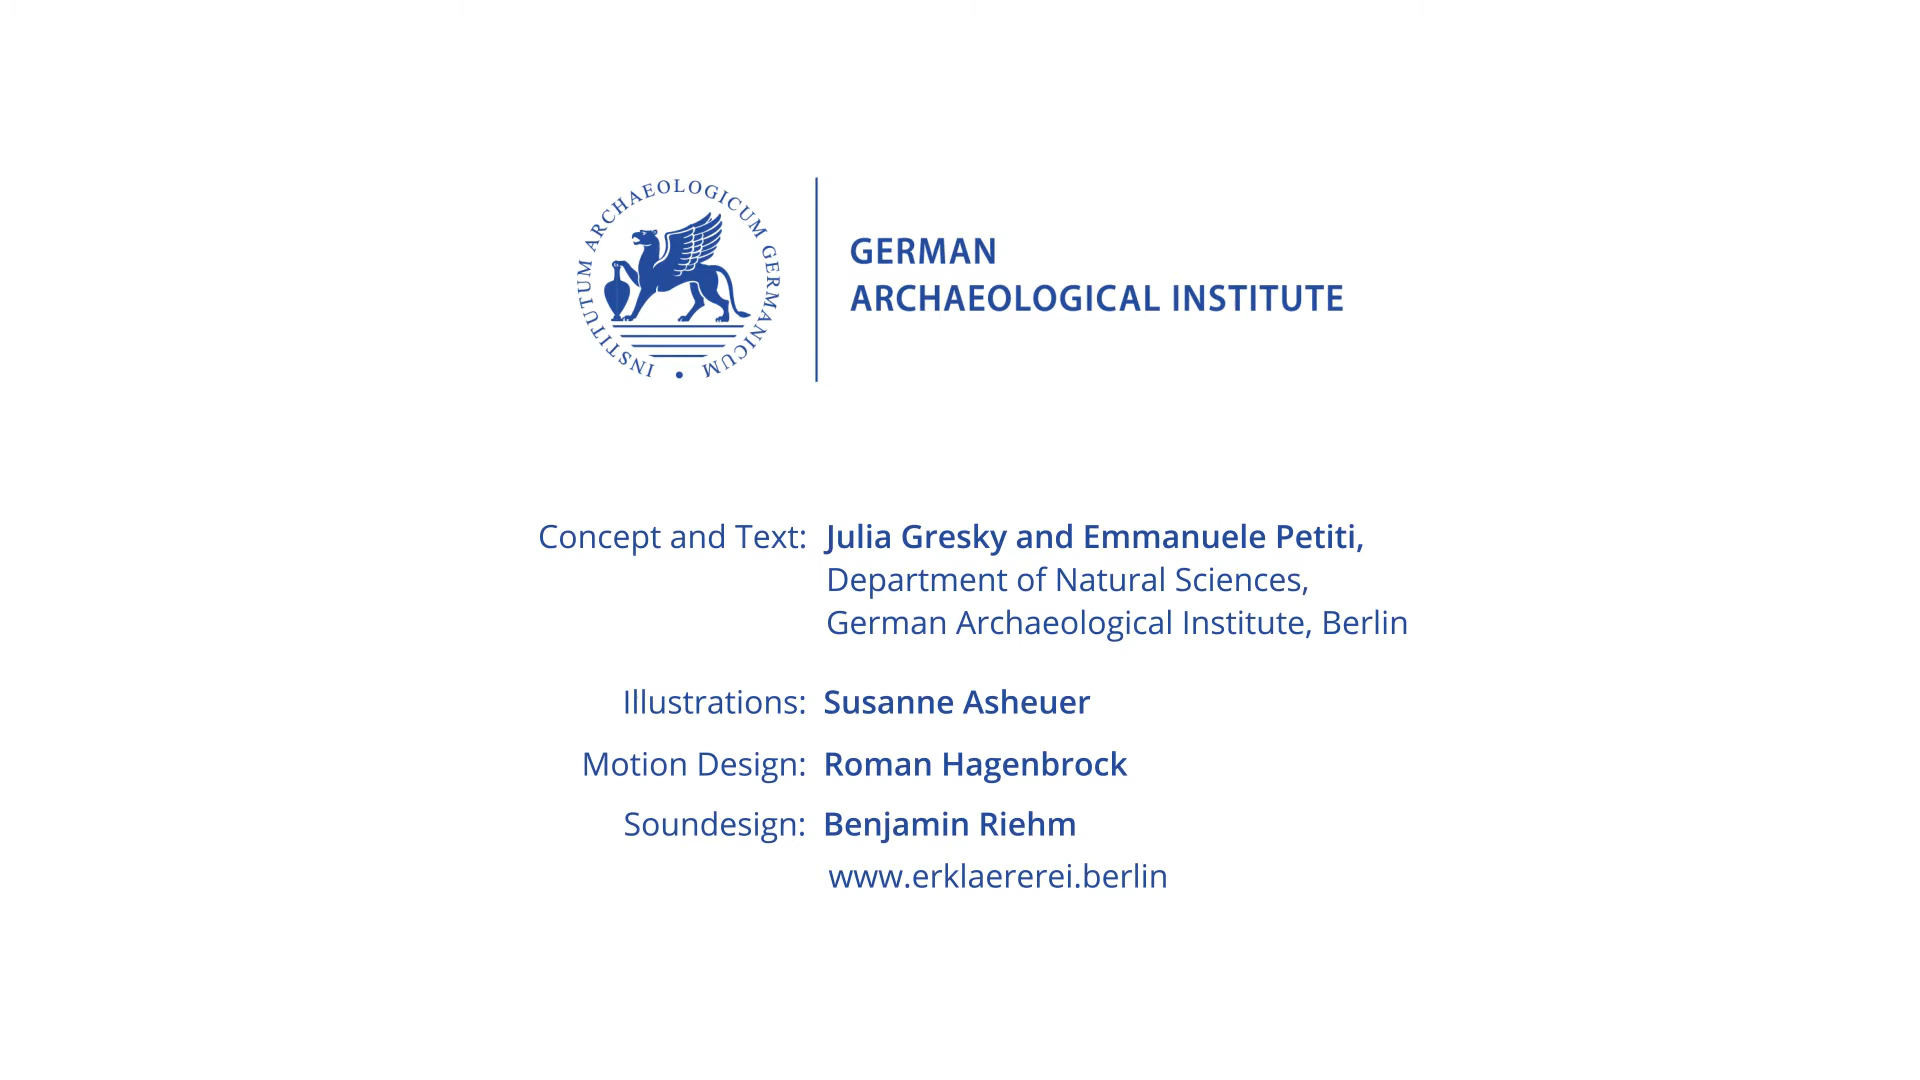 INSTITUTUM ARCHAEOLOGICUM GERMANICUM •
GERMAN
ARCHAEOLOGICAL INSTITUTE
Concept and Text: Julia Gresky and Emmanuele Petiti,
Department of Natural Sciences,
German Archaeological Institute, Berlin
Illustrations: Susanne Asheuer
Motion Design: Roman Hagenbrock
Soundesign: Benjamin Riehm
www.erklaererei.berlin